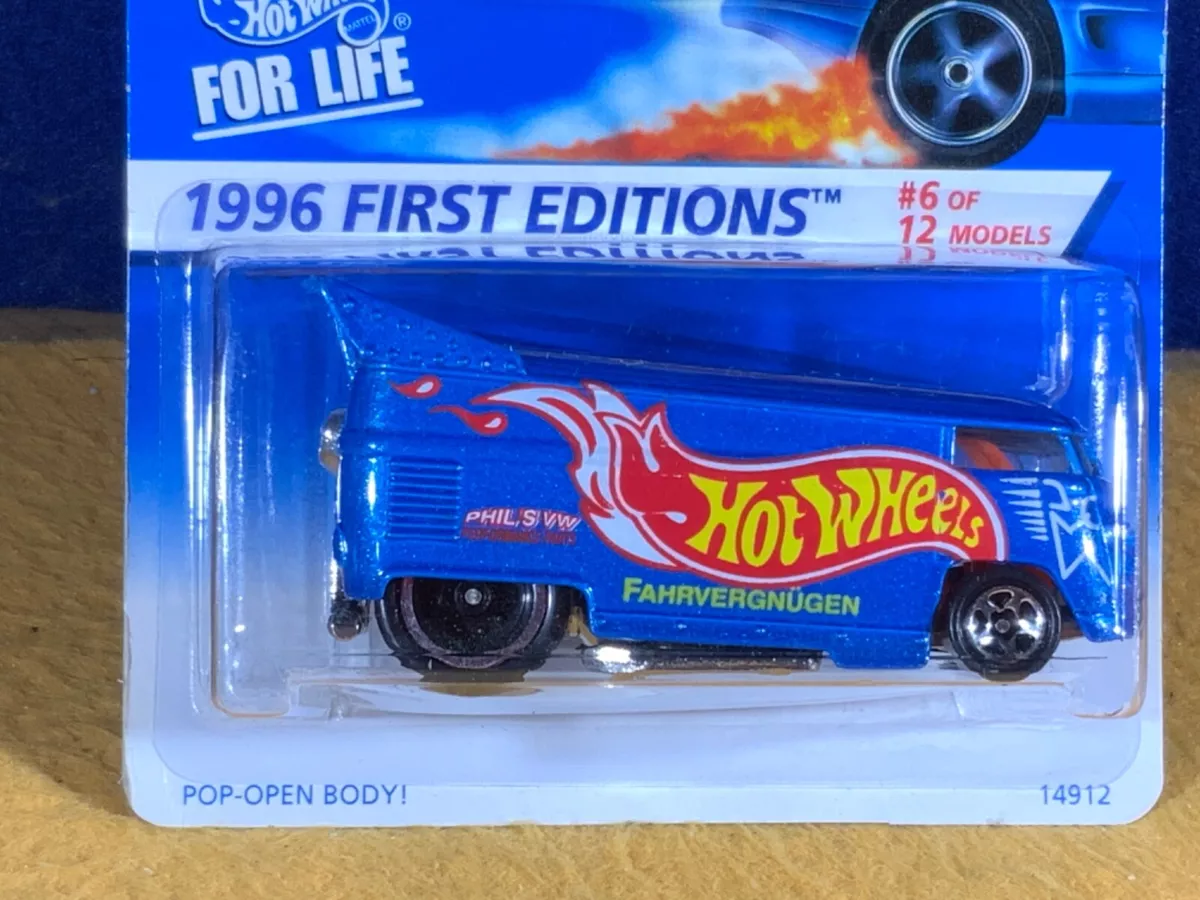 Hot Wheels
MATTEL ®
FOR LIFE
1996 FIRST EDITIONS™
#6 OF
12 MODELS
HOT WHEELS
PHIL'S VW
FAHRVERGNÜGEN
POP-OPEN BODY!
14912